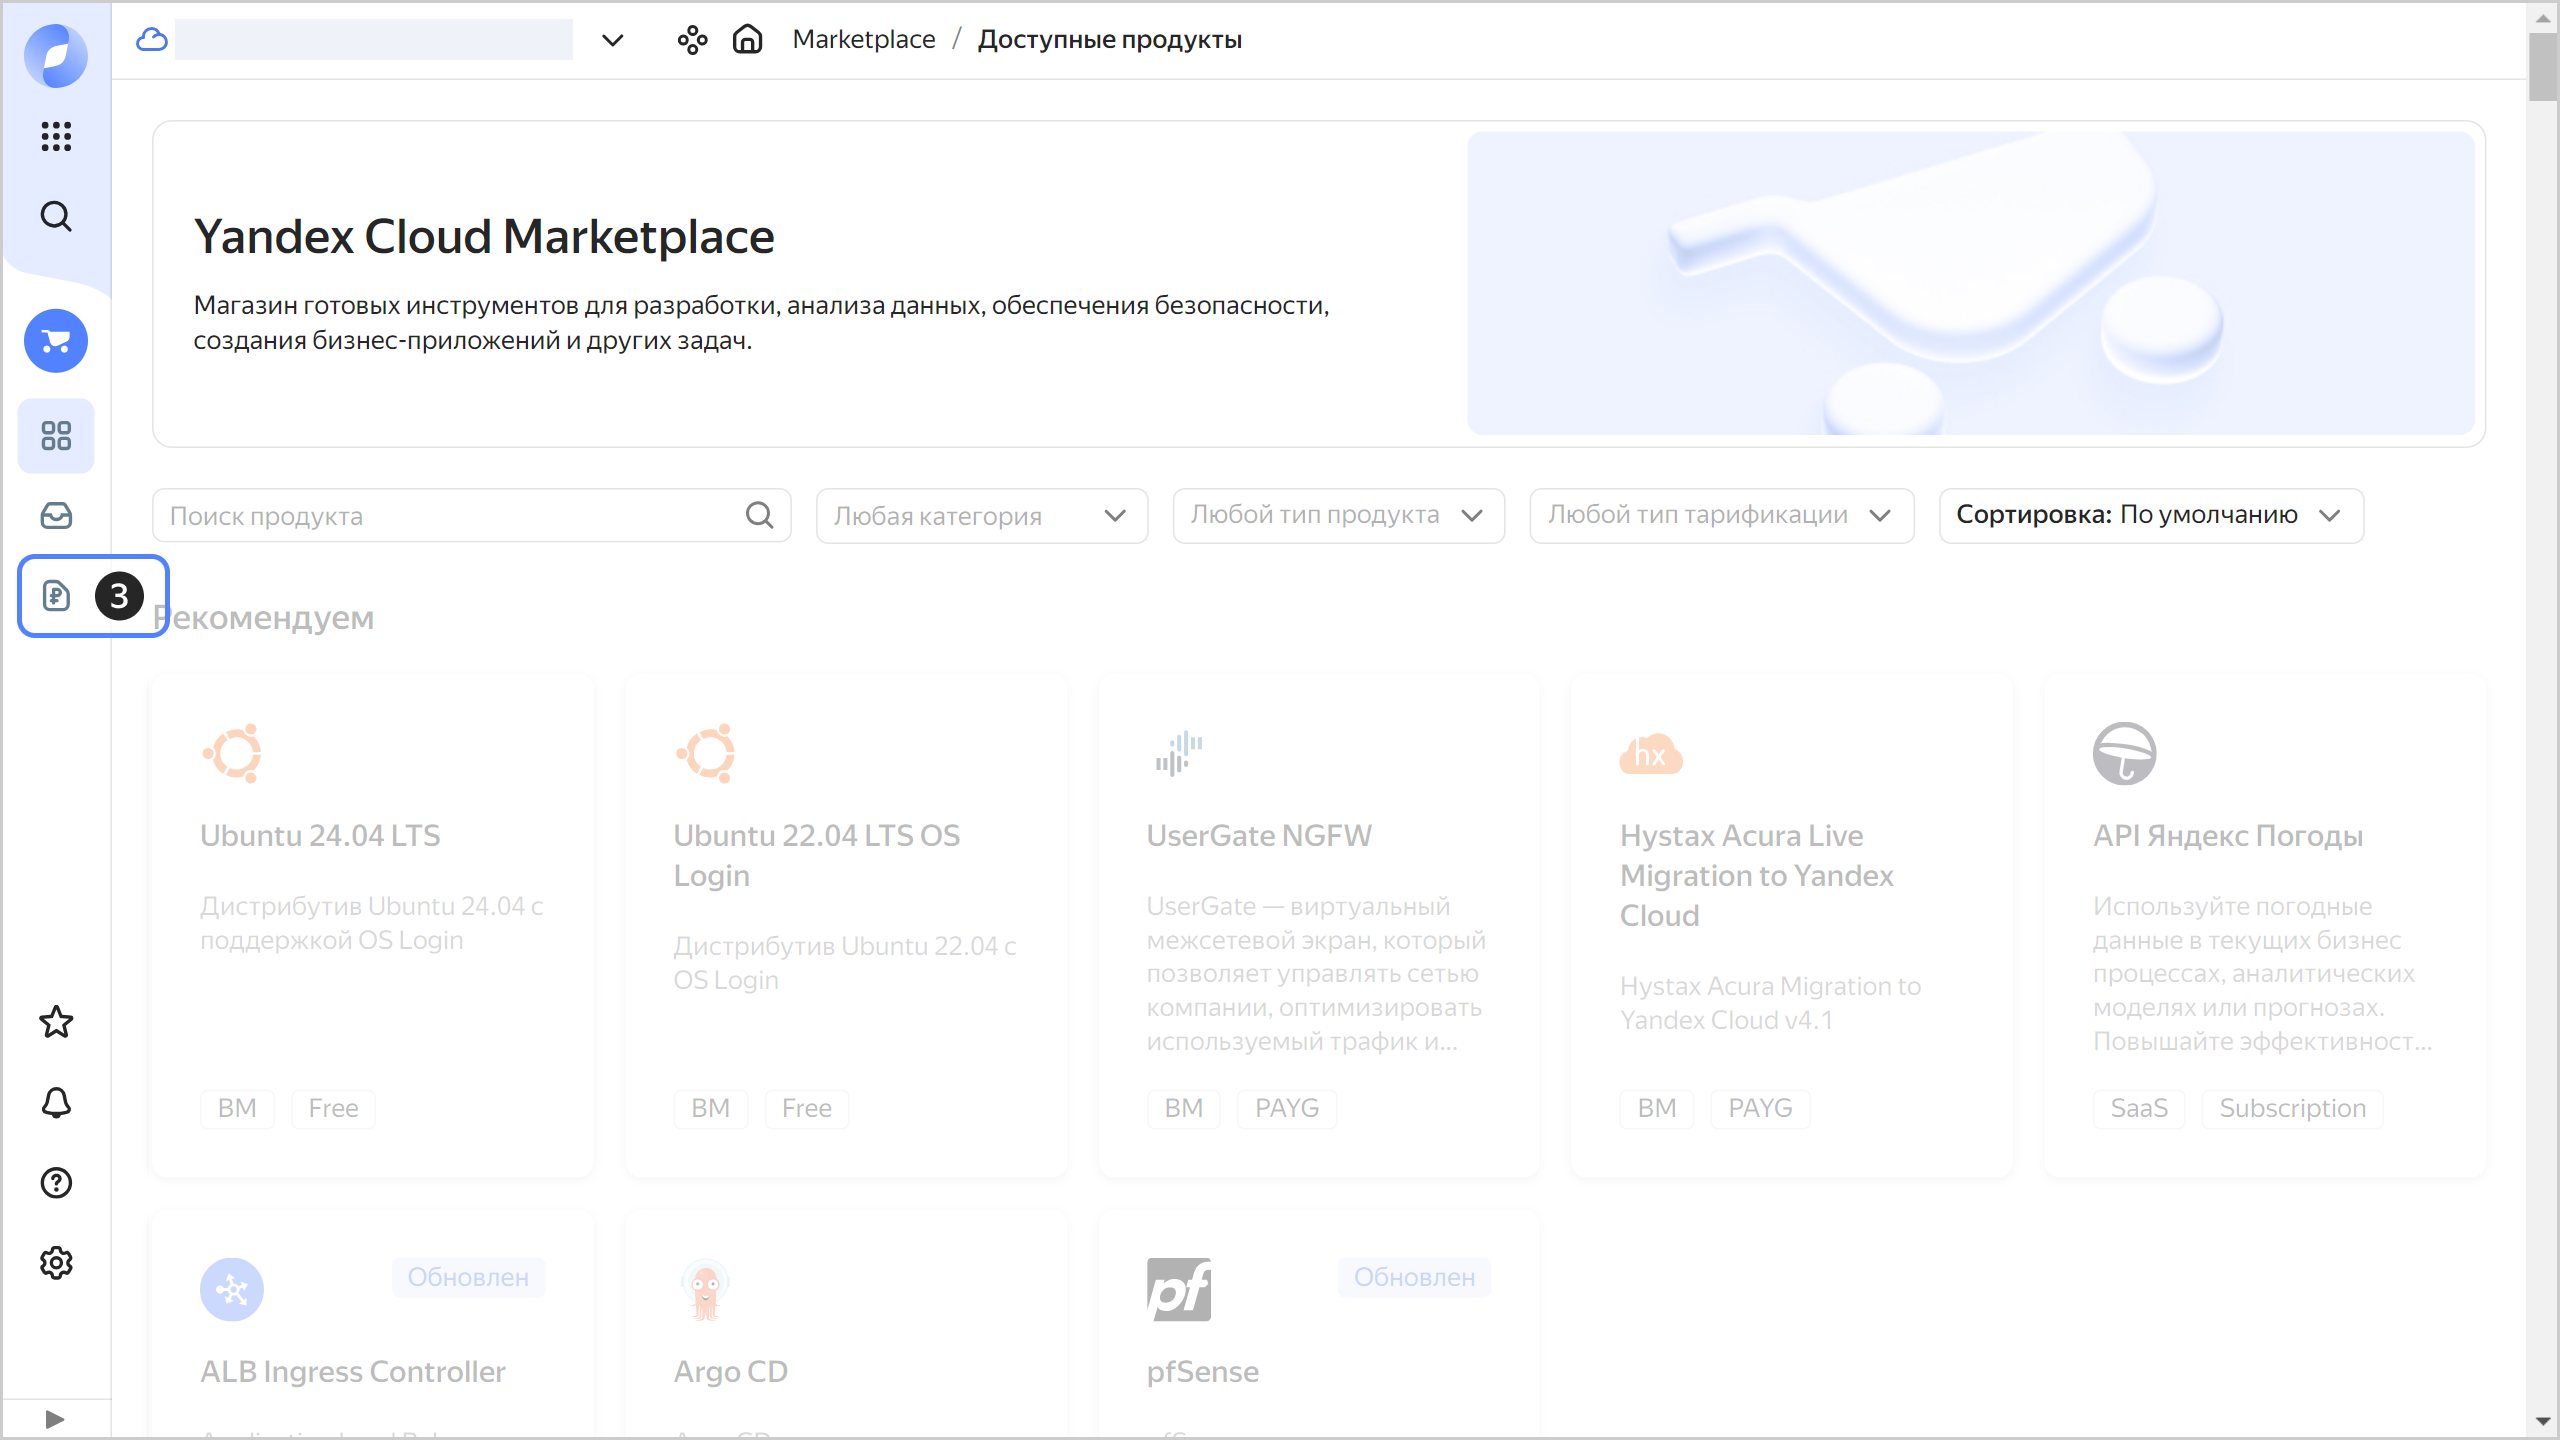 Marketplace / Доступные продукты
Yandex Cloud Marketplace
Магазин готовых инструментов для разработки, анализа данных, обеспечения безопасности,
создания бизнес-приложений и других задач.
Поиск продукта
Любая категория
Любой тип продукта
Любой тип тарификации
Сортировка: По умолчанию
3
Рекомендуем
Ubuntu 24.04 LTS
Дистрибутив Ubuntu 24.04 с
поддержкой OS Login
ВМ
Free
Ubuntu 22.04 LTS OS
Login
Дистрибутив Ubuntu 22.04 с
OS Login
ВМ
Free
UserGate NGFW
UserGate — виртуальный
межсетевой экран, который
позволяет управлять сетью
компании, оптимизировать
используемый трафик и...
ВМ
PAYG
hx
Hystax Acura Live
Migration to Yandex
Cloud
Hystax Acura Migration to
Yandex Cloud v4.1
ВМ
PAYG
API Яндекс Погоды
Используйте погодные
данные в текущих бизнес
процессах, аналитических
моделях или прогнозах.
Повышайте эффективност...
SaaS
Subscription
Обновлен
ALB Ingress Controller
Argo CD
pf
Обновлен
pfSense